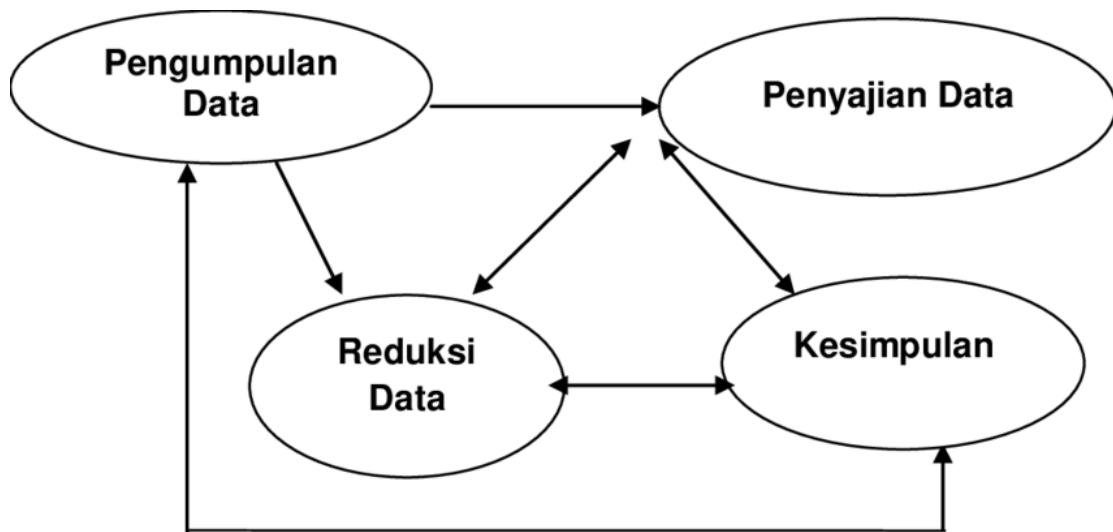 Pengumpulan
Data
Penyajian Data
Reduksi
Data
Kesimpulan